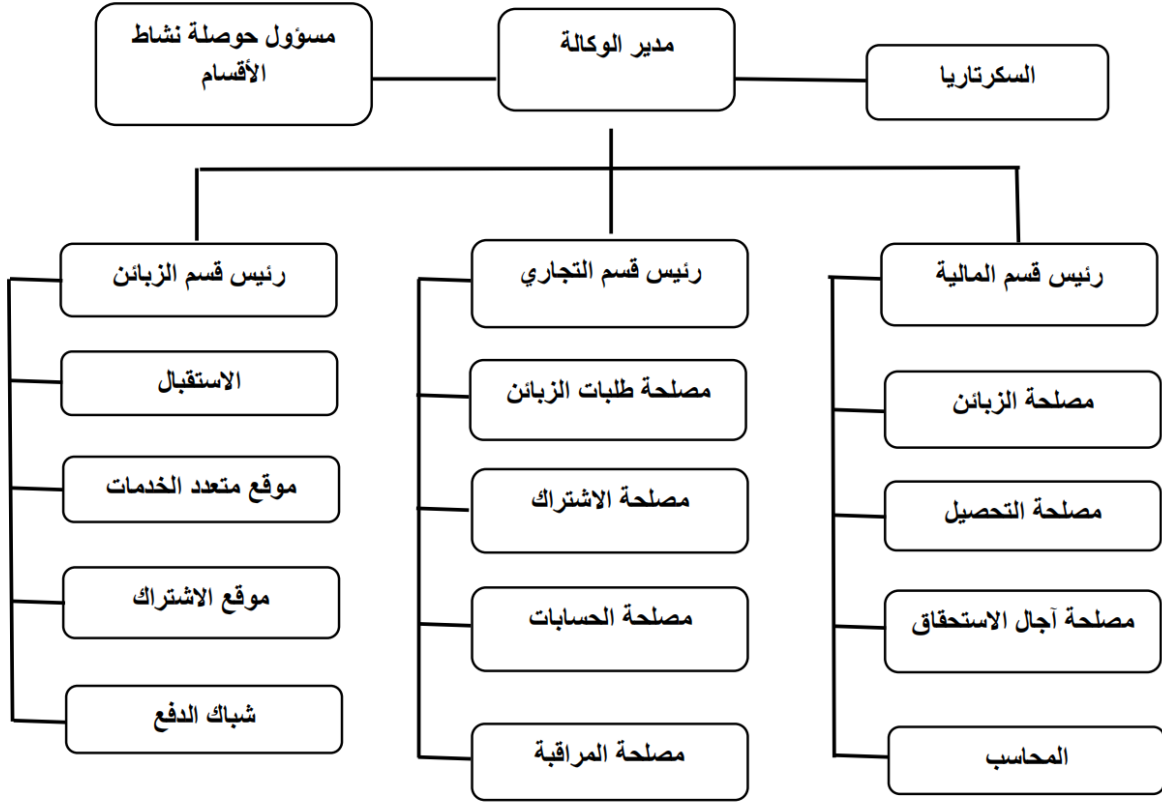 السكرتاريا
مدير الوكالة
مسؤول حوصلة نشاط
الأقسام
رئيس قسم المالية
مصلحة الزبائن
مصلحة التحصيل
مصلحة آجال الاستحقاق
المحاسب
رئيس قسم التجاري
مصلحة طلبات الزبائن
مصلحة الاشتراك
مصلحة الحسابات
مصلحة المراقبة
رئيس قسم الزبائن
الاستقبال
موقع متعدد الخدمات
موقع الاشتراك
شباك الدفع